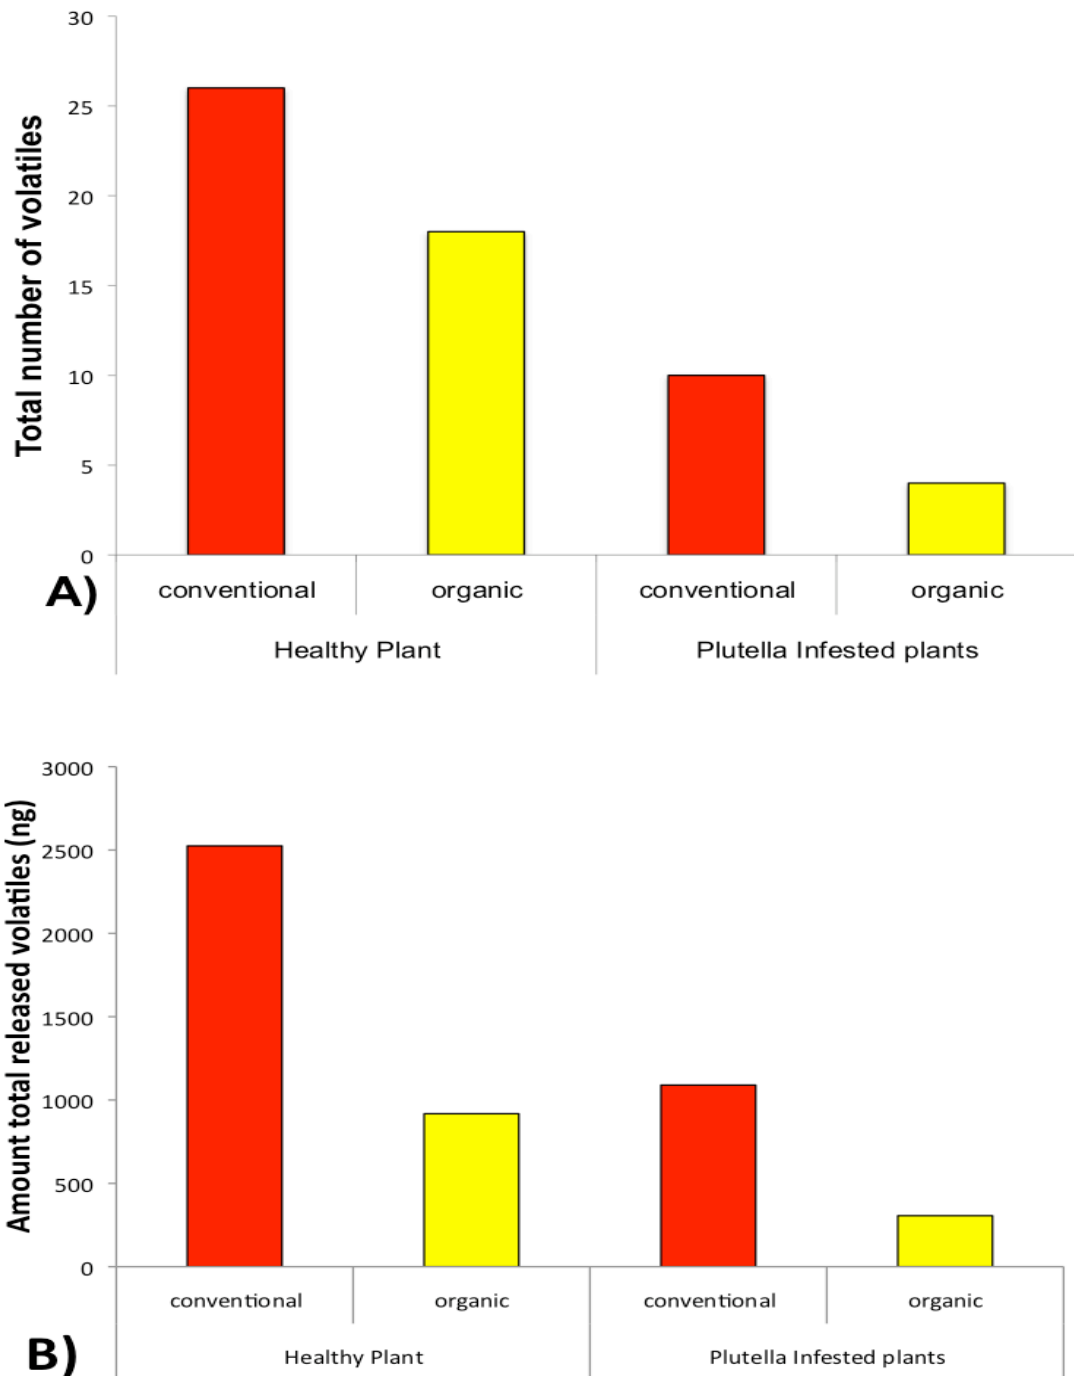 Total number of volatiles
30
25
20
15
10
5
0
A)
conventional
organic
conventional
organic
Healthy Plant
Plutella Infested plants
Amount total released volatiles (ng)
3000
2500
2000
1500
1000
500
0
conventional
organic
conventional
organic
B)
Healthy Plant
Plutella Infested plants